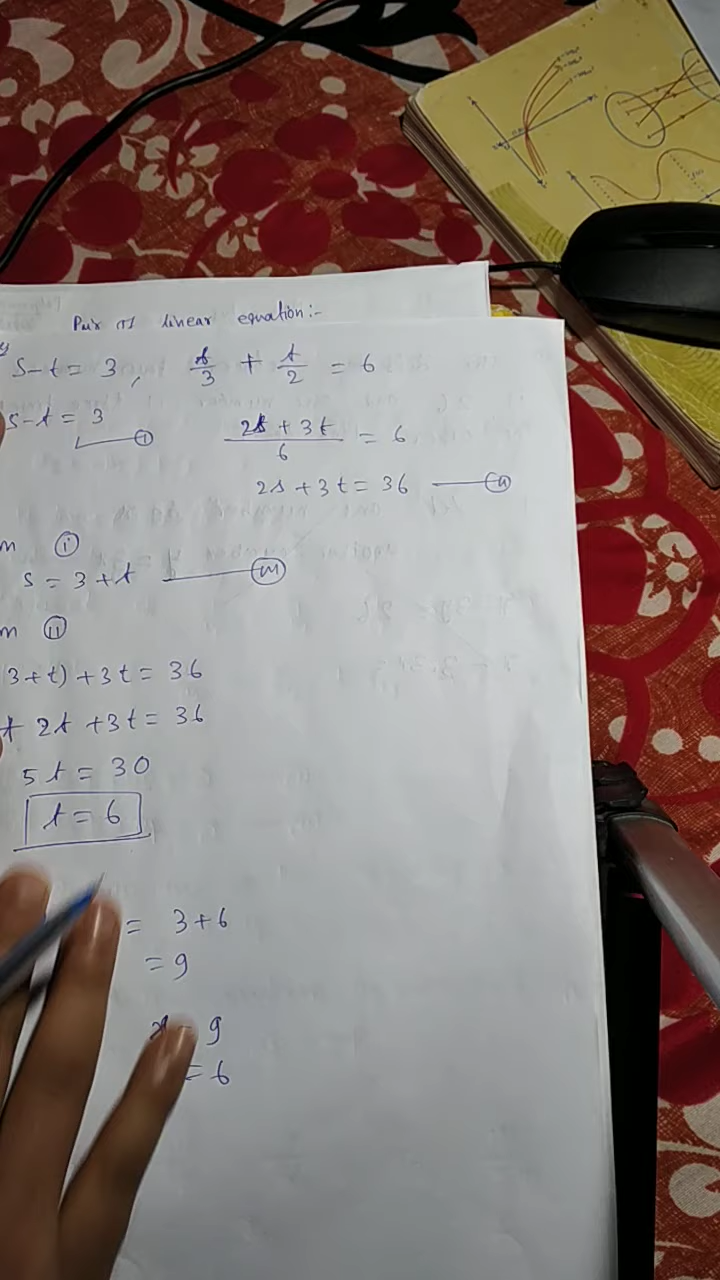 Pair of linear equation:-
s-t = 3, s/3 + t/2 = 6
s-t = 3 (i) (2s + 3t)/6 = 6
2s + 3t = 36 (ii)
m (i)
s = 3+t (iii)
m (ii)
3+t) + 3t = 36
+ 2t + 3t = 36
5t = 30
t = 6
= 3+6
= 9
9
= 6